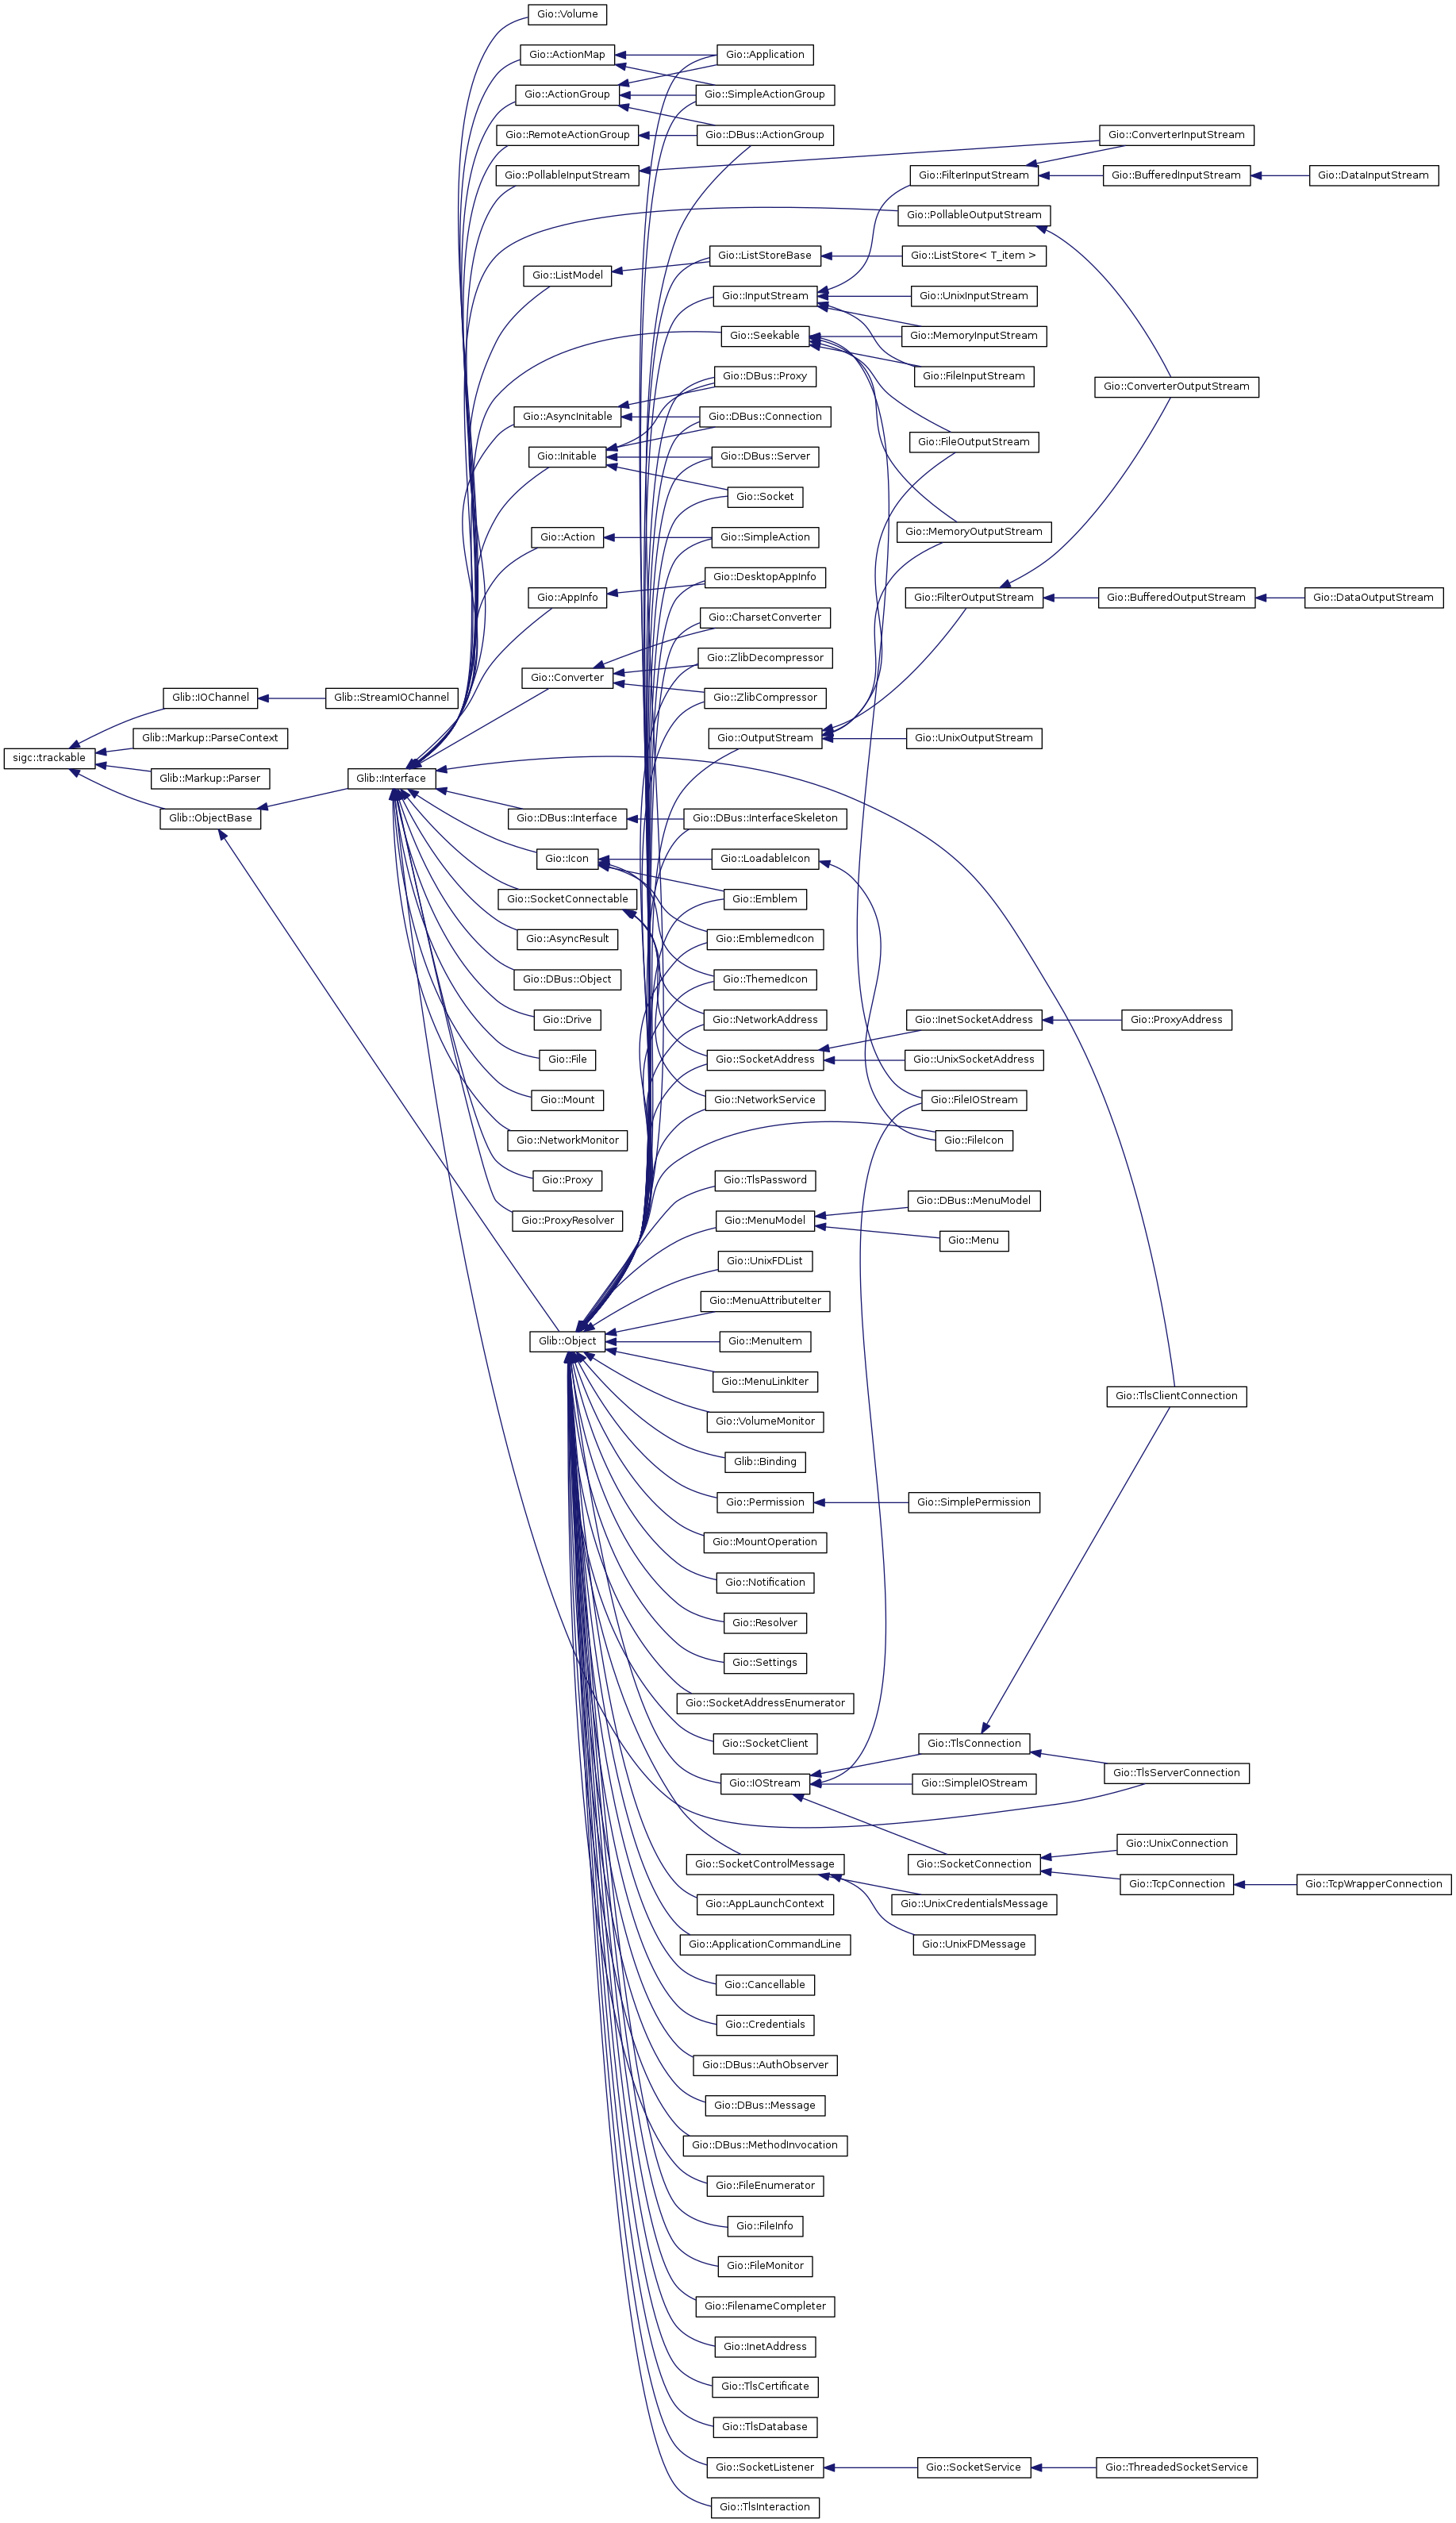 Gio::Volume
Gio::ActionMap
Gio::Application
Gio::ActionGroup
Gio::SimpleActionGroup
Gio::RemoteActionGroup
Gio::DBus::ActionGroup
Gio::ConverterInputStream
Gio::PollableInputStream
Gio::FilterInputStream
Gio::BufferedInputStream
Gio::DataInputStream
Gio::PollableOutputStream
Gio::ListStoreBase
Gio::ListStore< T_item >
Gio::ListModel
Gio::InputStream
Gio::UnixInputStream
Gio::Seekable
Gio::MemoryInputStream
Gio::DBus::Proxy
Gio::FileInputStream
Gio::ConverterOutputStream
Gio::AsyncInitable
Gio::DBus::Connection
Gio::FileOutputStream
Gio::Initable
Gio::DBus::Server
Gio::Socket
Gio::Action
Gio::SimpleAction
Gio::MemoryOutputStream
Gio::DesktopAppInfo
Gio::AppInfo
Gio::FilterOutputStream
Gio::BufferedOutputStream
Gio::DataOutputStream
Gio::CharsetConverter
Gio::ZlibDecompressor
Gio::Converter
Glib::IOChannel
Glib::StreamIOChannel
Gio::ZlibCompressor
Glib::Markup::ParseContext
Gio::OutputStream
Gio::UnixOutputStream
sigc::trackable
Glib::Markup::Parser
Glib::Interface
Glib::ObjectBase
Gio::DBus::Interface
Gio::DBus::InterfaceSkeleton
Gio::Icon
Gio::LoadableIcon
Gio::SocketConnectable
Gio::Emblem
Gio::AsyncResult
Gio::EmblemedIcon
Gio::DBus::Object
Gio::ThemedIcon
Gio::Drive
Gio::NetworkAddress
Gio::InetSocketAddress
Gio::ProxyAddress
Gio::File
Gio::SocketAddress
Gio::UnixSocketAddress
Gio::Mount
Gio::NetworkService
Gio::FileIOStream
Gio::NetworkMonitor
Gio::FileIcon
Gio::Proxy
Gio::TlsPassword
Gio::DBus::MenuModel
Gio::ProxyResolver
Gio::MenuModel
Gio::Menu
Gio::UnixFDList
Gio::MenuAttributeIter
Glib::Object
Gio::MenuItem
Gio::MenuLinkIter
Gio::TlsClientConnection
Gio::VolumeMonitor
Glib::Binding
Gio::Permission
Gio::SimplePermission
Gio::MountOperation
Gio::Notification
Gio::Resolver
Gio::Settings
Gio::SocketAddressEnumerator
Gio::SocketClient
Gio::TlsConnection
Gio::TlsServerConnection
Gio::IOStream
Gio::SimpleIOStream
Gio::UnixConnection
Gio::SocketControlMessage
Gio::SocketConnection
Gio::TcpConnection
Gio::TcpWrapperConnection
Gio::AppLaunchContext
Gio::UnixCredentialsMessage
Gio::ApplicationCommandLine
Gio::UnixFDMessage
Gio::Cancellable
Gio::Credentials
Gio::DBus::AuthObserver
Gio::DBus::Message
Gio::DBus::MethodInvocation
Gio::FileEnumerator
Gio::FileInfo
Gio::FileMonitor
Gio::FilenameCompleter
Gio::InetAddress
Gio::TlsCertificate
Gio::TlsDatabase
Gio::SocketListener
Gio::SocketService
Gio::ThreadedSocketService
Gio::TlsInteraction